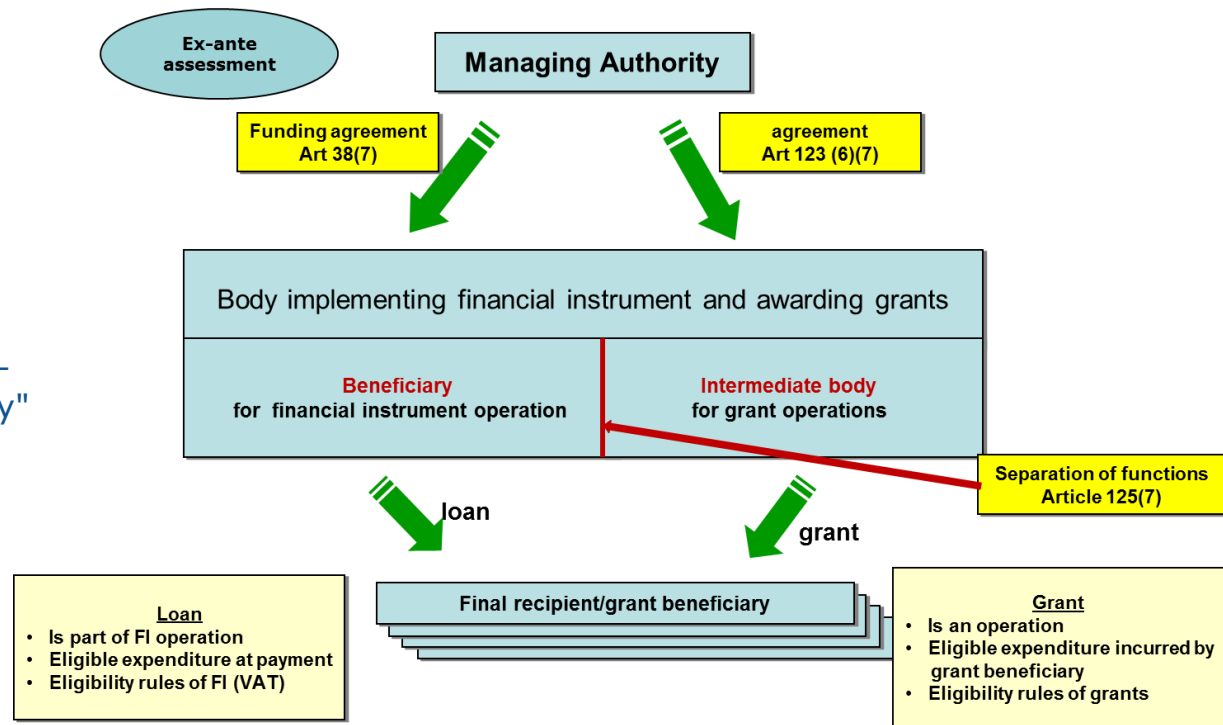 Ex-ante
assessment
Managing Authority
Funding agreement
Art 38(7)
agreement
Art 123 (6)(7)
Body implementing financial instrument and awarding grants
y"
Beneficiary
for financial instrument operation
Intermediate body
for grant operations
Separation of functions
Article 125(7)
loan
grant
Final recipient/grant beneficiary
Loan
• Is part of FI operation
• Eligible expenditure at payment
• Eligibility rules of FI (VAT)
Grant
• Is an operation
• Eligible expenditure incurred by
grant beneficiary
• Eligibility rules of grants